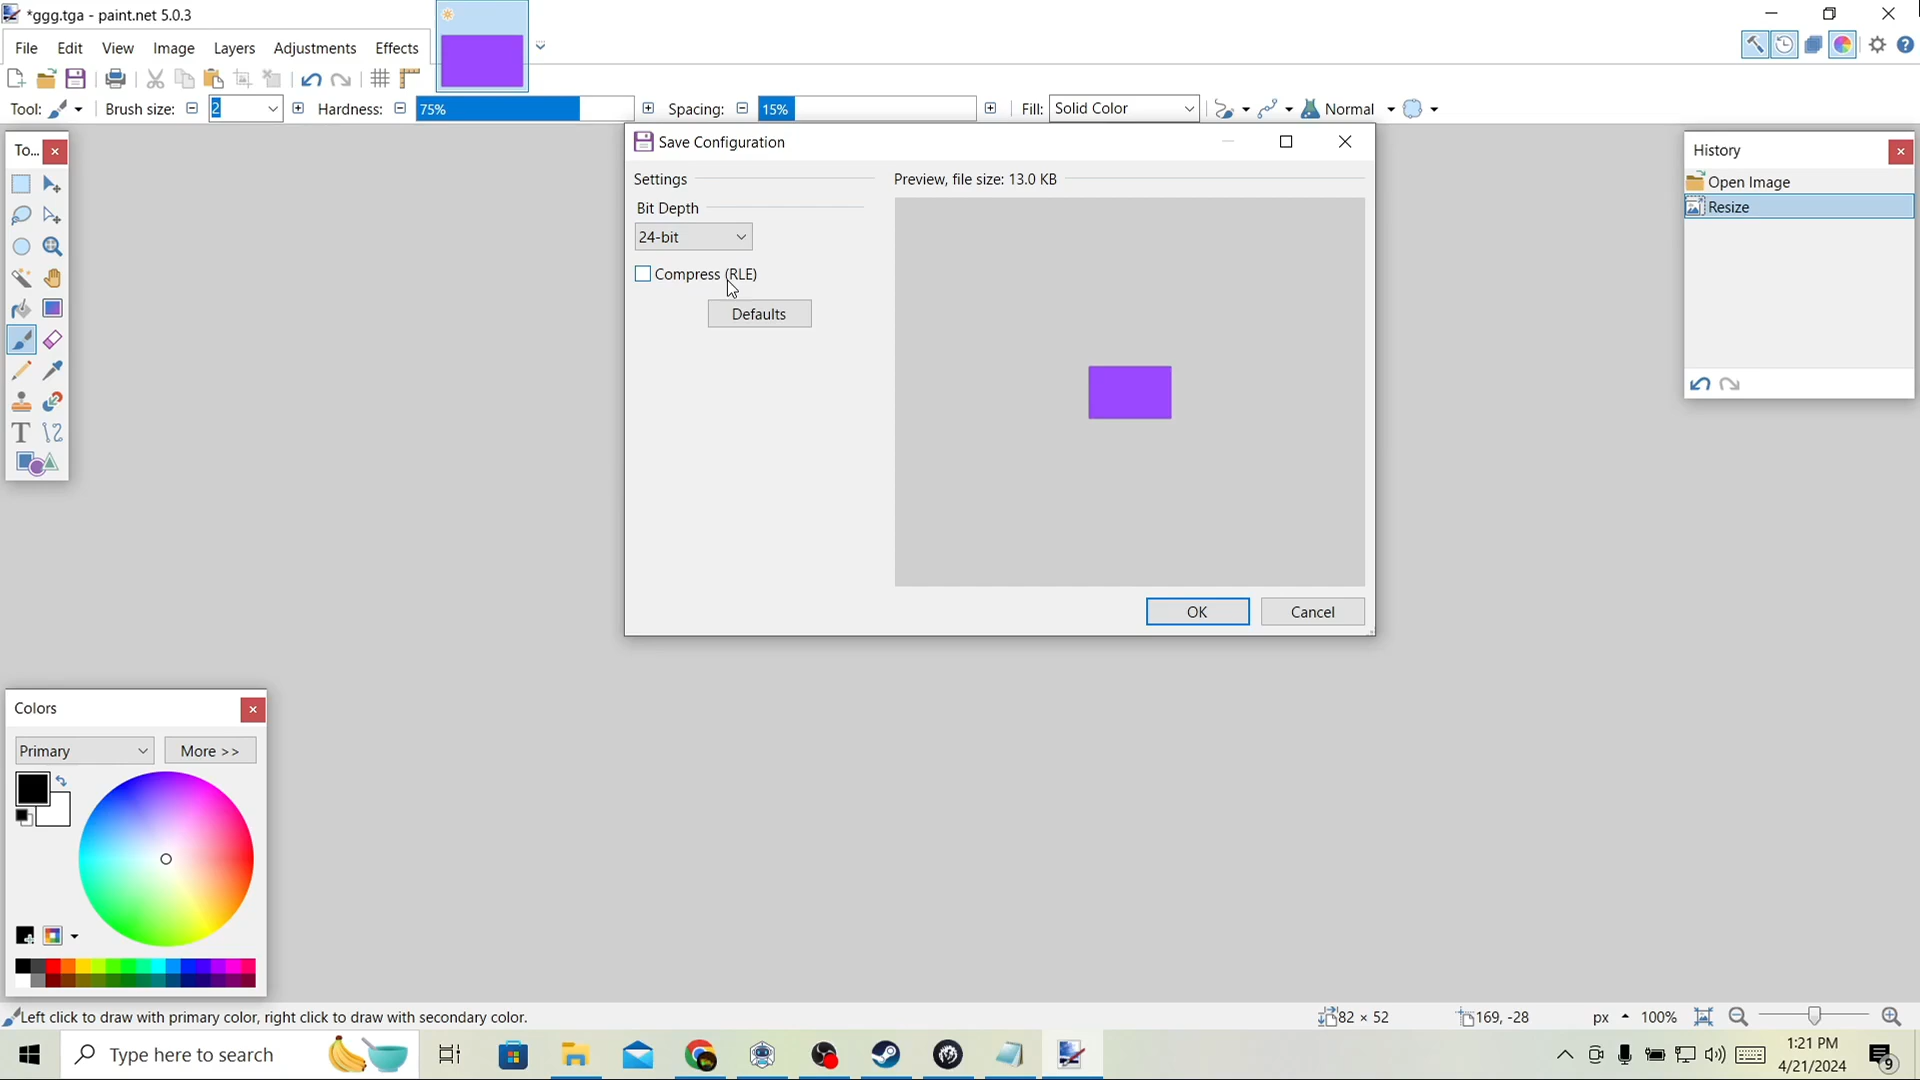 *ggg.tga - paint.net 5.0.3
File Edit View Image Layers Adjustments Effects
Tool: Brush size: 2 Hardness: 75% Spacing: 15% Fill: Solid Color Normal
To...
Save Configuration
Settings
Bit Depth
24-bit
Compress (RLE)
Defaults
Preview, file size: 13.0 KB
OK Cancel
History
Open Image
Resize
Colors
Primary More >>
Left click to draw with primary color, right click to draw with secondary color.
82 × 52 169, -28 px 100%
Type here to search
1:21 PM
4/21/2024
9